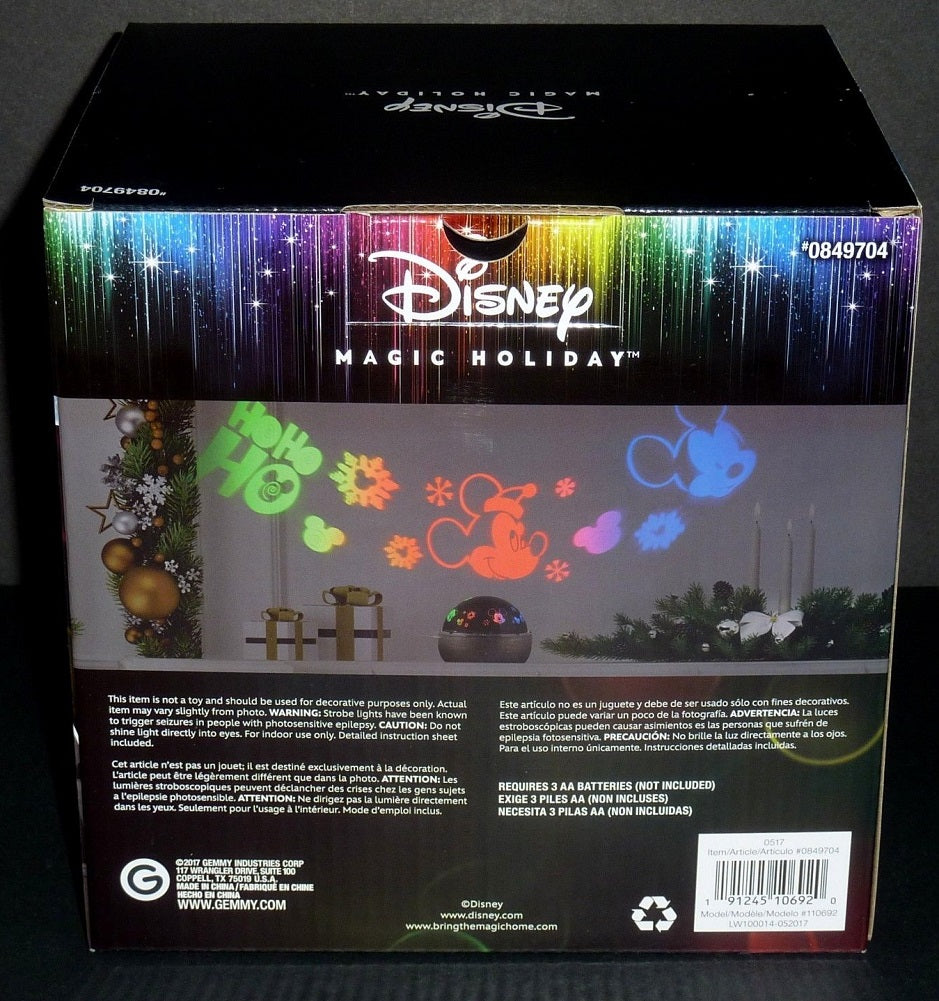 DISNEY
MAGIC HOLIDAY™
#0849704
#0849704
DISNEY
MAGIC HOLIDAY™
HO HO
HO
This item is not a toy and should be used for decorative purposes only. Actual
item may vary slightly from photo. WARNING: Strobe lights have been known
to trigger seizures in people with photosensitive epilepsy. CAUTION: Do not
shine light directly into eyes. For indoor use only. Detailed instruction sheet
included.
Cet article n'est pas un jouet; il est destiné exclusivement à la décoration.
L'article peut être légèrement différent que dans la photo. ATTENTION: Les
lumières stroboscopiques peuvent déclancher des crises chez les gens sujets
a l'epilepsie photosensible. ATTENTION: Ne dirigez pas la lumière directement
dans les yeux. Seulement pour l'usage à l'intérieur. Mode d'emploi inclus.
Este artículo no es un juguete y debe de ser usado sólo con fines decorativos.
Este artículo puede variar un poco de la fotografía. ADVERTENCIA: La luces
estroboscópicas pueden causar asimientos es las personas que sufrén de
epilepsia fotosensitiva. PRECAUCIÓN: No brille la luz directamente a los ojos.
Para el uso interno únicamente. Instrucciones detalladas incluidas.
REQUIRES 3 AA BATTERIES (NOT INCLUDED)
EXIGE 3 PILES AA (NON INCLUSES)
NECESITA 3 PILAS AA (NON INCLUIDAS)
G
©2017 GEMMY INDUSTRIES CORP
117 WRANGLER DRIVE, SUITE 100
COPPELL, TX 75019 U.S.A.
MADE IN CHINA/FABRIQUÉ EN CHINE
HECHO EN CHINA
WWW.GEMMY.COM
©Disney
www.disney.com
www.bringthemagichome.com
0517
Item/Article/Articulo #0849704
1 91245 10692 0
Model/Modèle/Modelo #110692
LW100014-052017